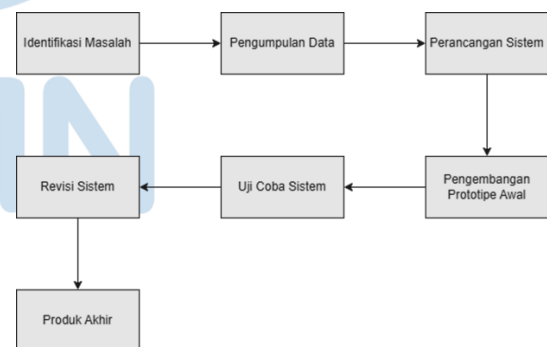 Identifikasi Masalah
Pengumpulan Data
Perancangan Sistem
Pengembangan
Prototipe Awal
Uji Coba Sistem
Revisi Sistem
Produk Akhir